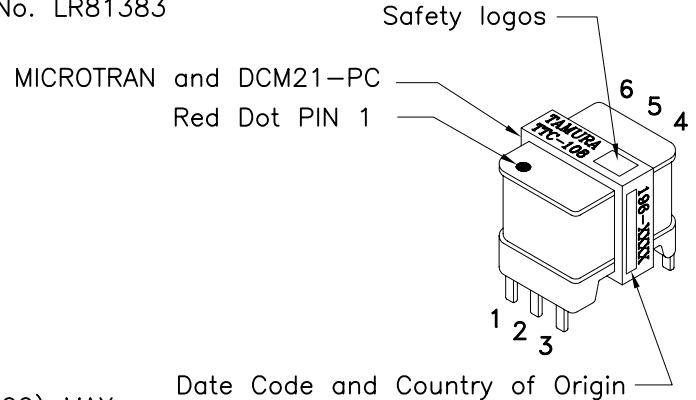 No. LR81383
Safety logos
MICROTRAN and DCM21-PC
Red Dot PIN 1
6
5
4
TAMURA
TTC-108
196-XXXX
1
2
3
Date Code and Country of Origin
MAX